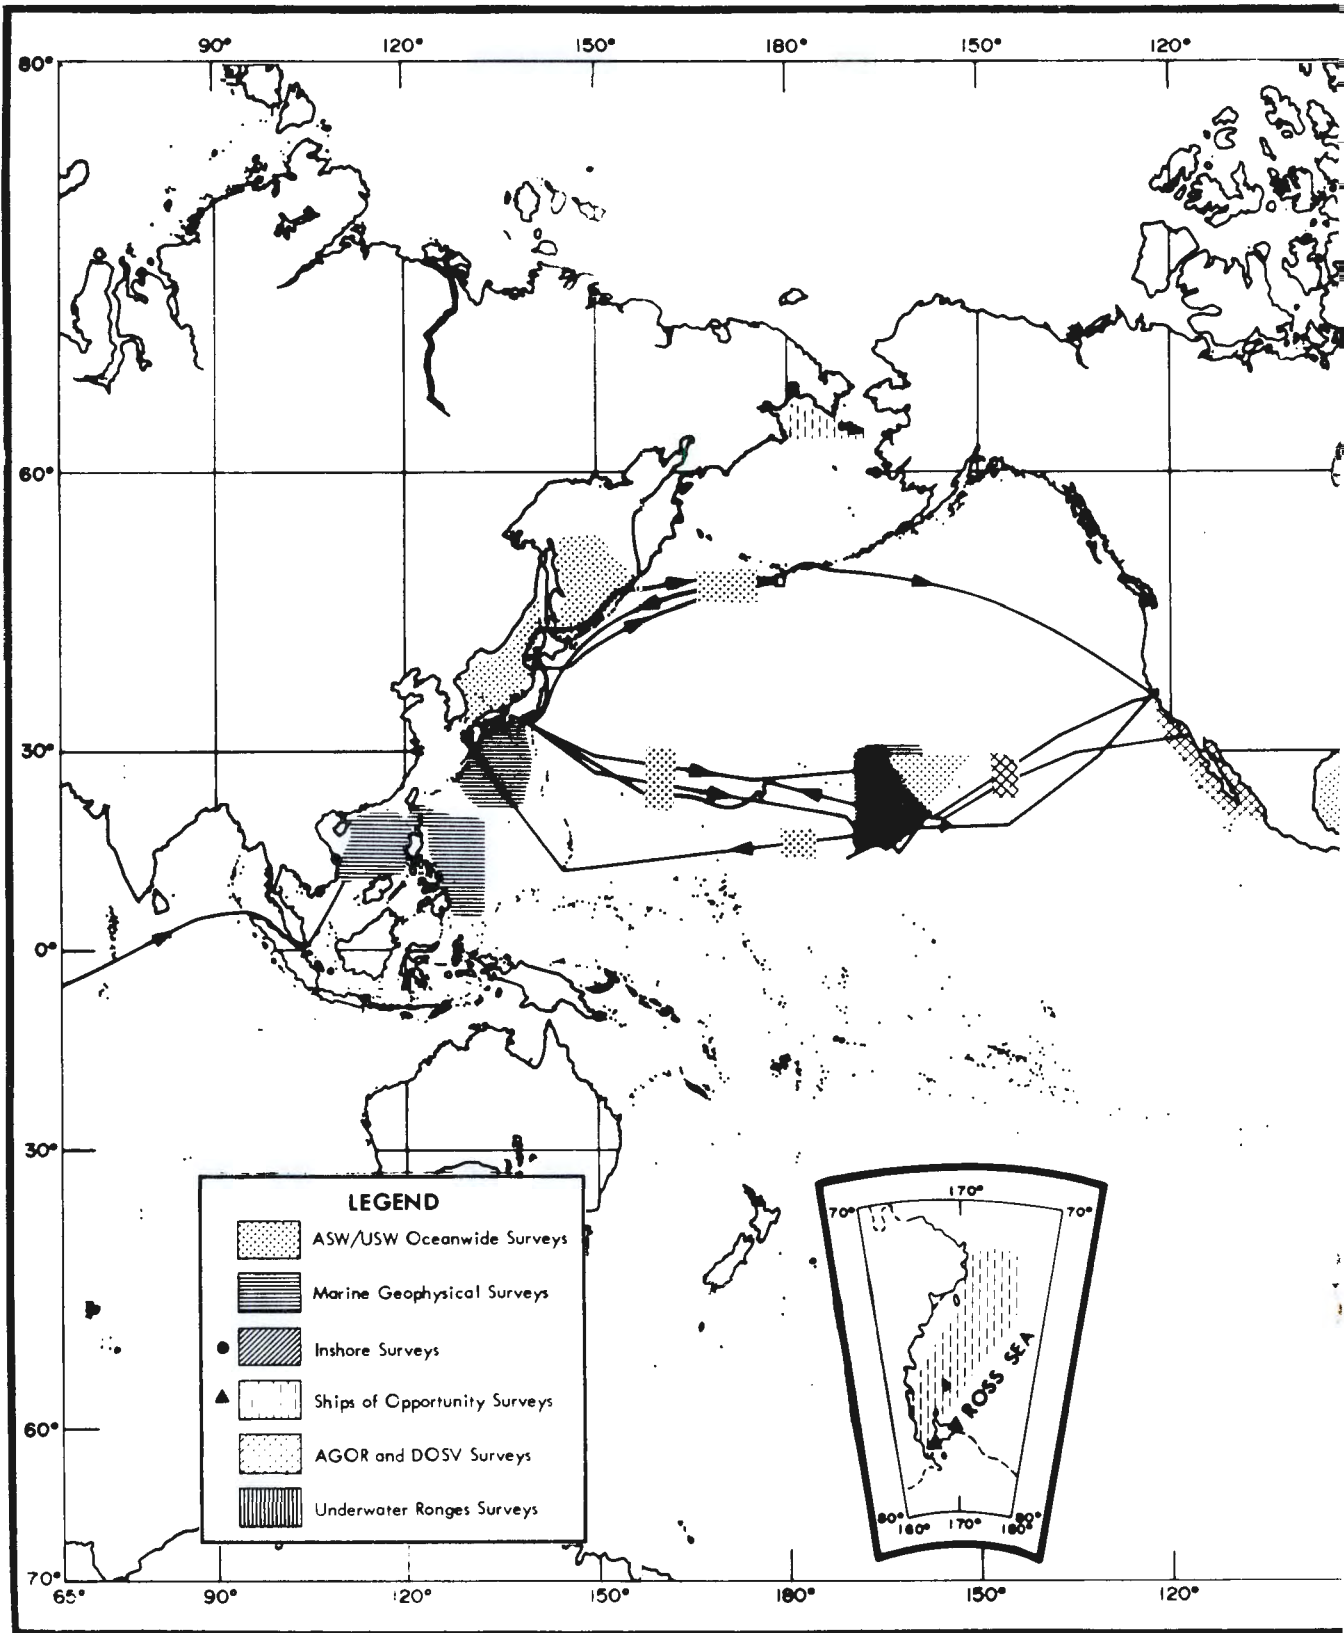 90° 120° 150° 180° 150° 120°
80°
60°
30°
0°
30°
60°
70°
65° 90° 120° 150° 180° 150° 120°
LEGEND
ASW/USW Oceanwide Surveys
Marine Geophysical Surveys
Inshore Surveys
Ships of Opportunity Surveys
AGOR and DOSV Surveys
Underwater Ronges Surveys
170°
70° 70°
ROSS SEA
80° 80°
160° 170° 180°